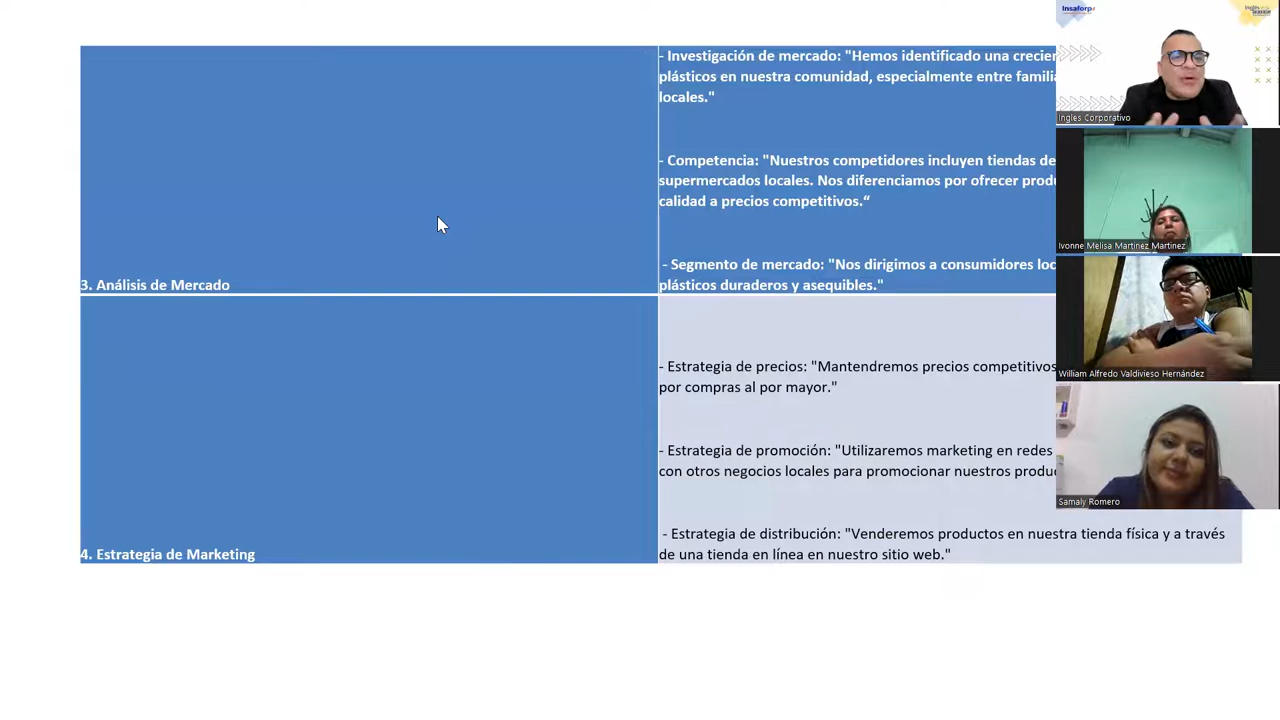 - Investigación de mercado: "Hemos identificado una
plásticos en nuestra comunidad, especialmente entre
locales."
- Competencia: "Nuestros competidores incluyen tiendas de
supermercados locales. Nos diferenciamos por ofrecer
calidad a precios competitivos.“
- Segmento de mercado: "Nos dirigimos a consumidores
plásticos duraderos y asequibles."
3. Análisis de Mercado
- Estrategia de precios: "Mantendremos precios competitivos
por compras al por mayor."
- Estrategia de promoción: "Utilizaremos marketing en redes
con otros negocios locales para promocionar nuestros
- Estrategia de distribución: "Venderemos productos en nuestra tienda física y a través
de una tienda en línea en nuestro sitio web."
4. Estrategia de Marketing
Insaforp
Ingles Corporativo
Ivonne Melisa Martinez Martinez
William Alfredo Valdivieso Hernández
Samaly Romero